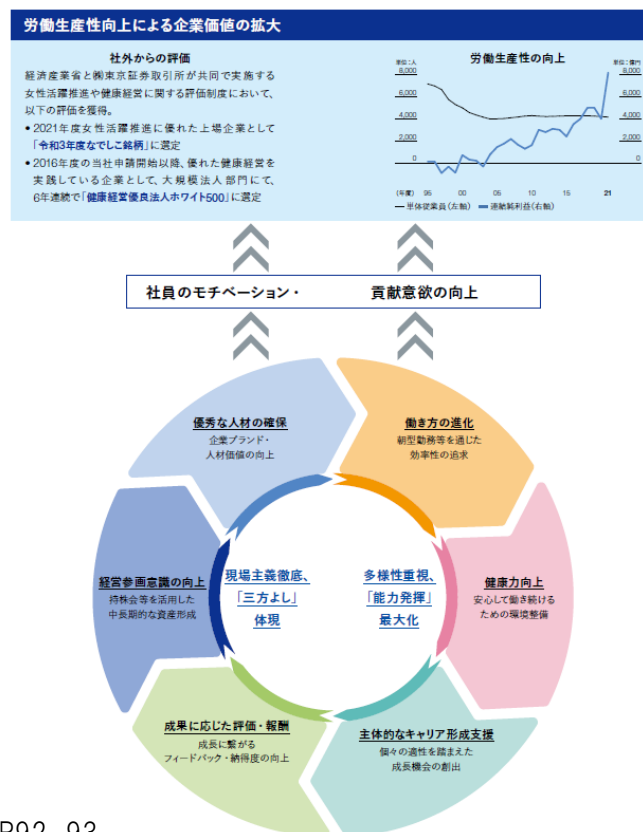 労働生産性向上による企業価値の拡大
社外からの評価
経済産業省と㈱東京証券取引所が共同で実施する
女性活躍推進や健康経営に関する評価制度において、
以下の評価を獲得。
• 2021年度女性活躍推進に優れた上場企業として
「令和3年度なでしこ銘柄」に選定
• 2016年度の当社申請開始以降、優れた健康経営を
実践している企業として、大規模法人部門にて、
6年連続で「健康経営優良法人ホワイト500」に選定
労働生産性の向上
単位：人
単位：億円
8,000
8,000
6,000
6,000
4,000
4,000
2,000
2,000
0
0
(年度) 95 00 05 10 15 21
単体従業員(左軸) 連結純利益(右軸)
社員のモチベーション・ 貢献意欲の向上
優秀な人材の確保
企業ブランド・
人材価値の向上
働き方の進化
朝型勤務等を通じた
効率性の追求
経営参画意識の向上
持株会等を活用した
中長期的な資産形成
現場主義徹底、
「三方よし」
体現
多様性重視、
「能力発揮」
最大化
健康力向上
安心して働き続ける
ための環境整備
成果に応じた評価・報酬
成長に繋がる
フィードバック・納得度の向上
主体的なキャリア形成支援
個々の適性を踏まえた
成長機会の創出
P92-93